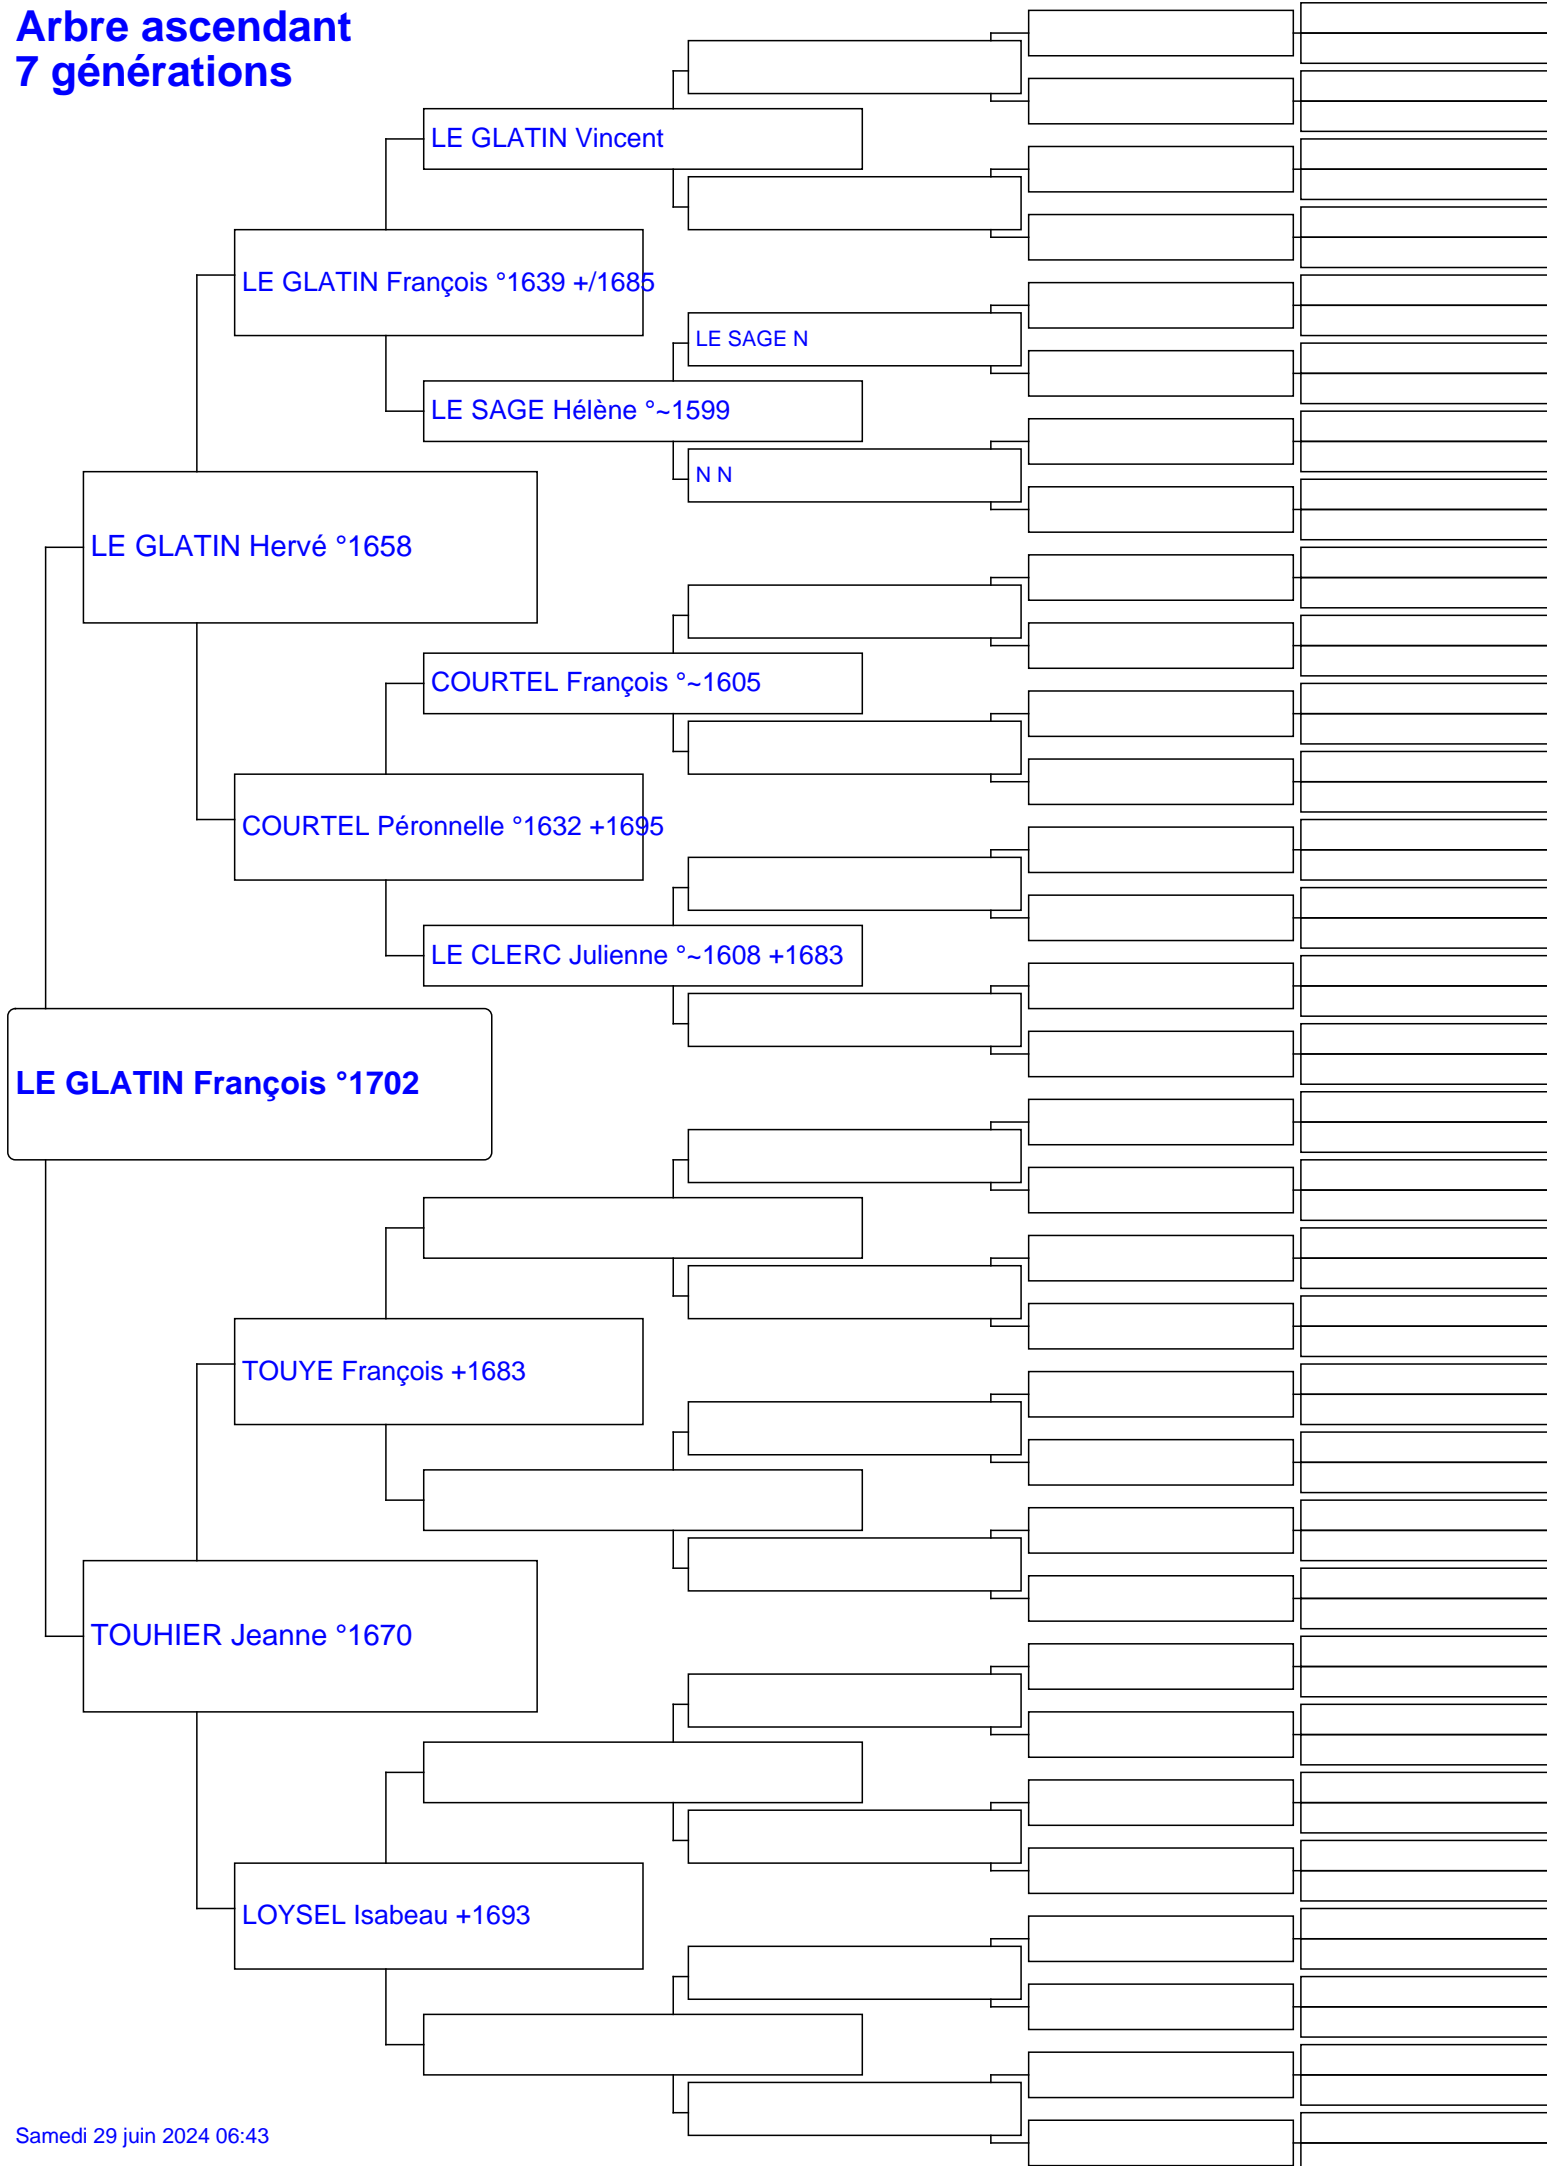 Arbre ascendant
7 générations
LE GLATIN Vincent
LE GLATIN François °1639 +/1685
LE SAGE N
LE SAGE Hélène °~1599
N N
LE GLATIN Hervé °1658
COURTEL François °~1605
COURTEL Péronnelle °1632 +1695
LE CLERC Julienne °~1608 +1683
LE GLATIN François °1702
TOUYE François +1683
TOUHIER Jeanne °1670
LOYSEL Isabeau +1693
Samedi 29 juin 2024 06:43